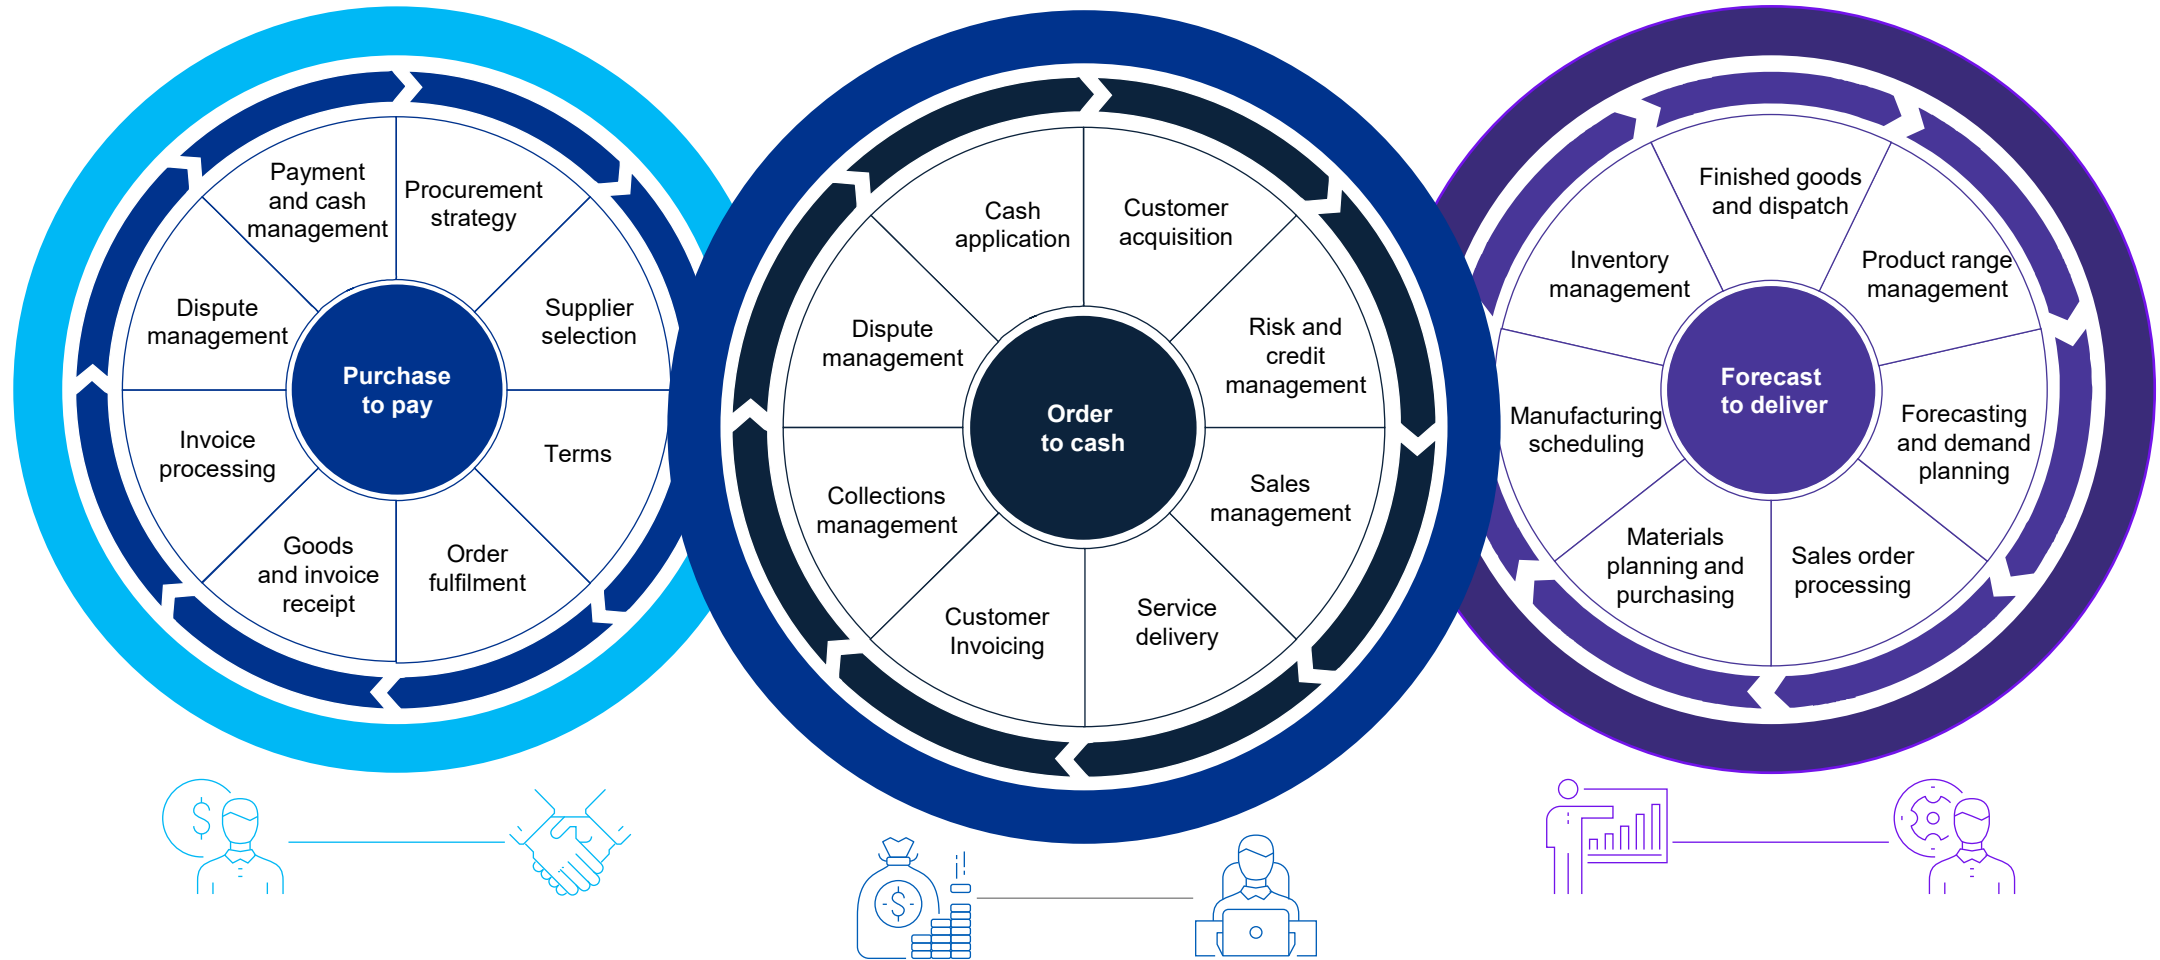 Payment
and cash
management
Procurement
strategy
Supplier
selection
Terms
Order
fulfilment
Goods
and invoice
receipt
Invoice
processing
Dispute
management
Purchase
to pay
Cash
application
Customer
acquisition
Risk and
credit
management
Sales
management
Service
delivery
Customer
Invoicing
Collections
management
Dispute
management
Order
to cash
Finished goods
and dispatch
Product range
management
Forecasting
and demand
planning
Sales order
processing
Materials
planning and
purchasing
Manufacturing
scheduling
Inventory
management
Forecast
to deliver
$
$